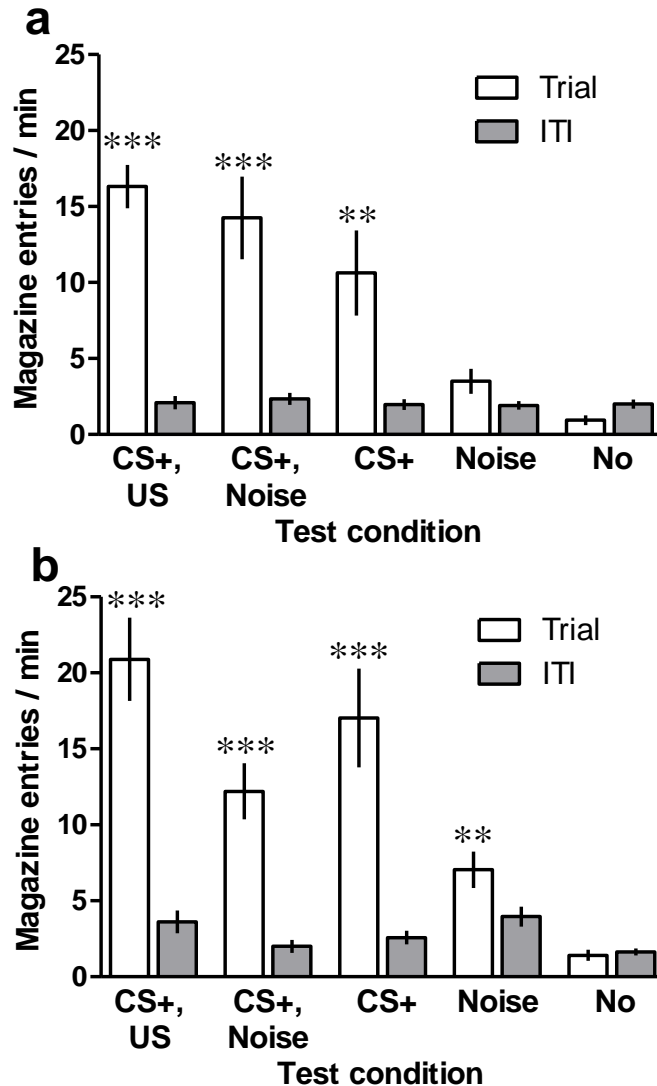 a
Magazine entries / min
25
20
15
10
5
0
Trial
ITI
***
***
**
CS+, US
CS+, Noise
CS+
Noise
No
Test condition
b
Magazine entries / min
25
20
15
10
5
0
Trial
ITI
***
***
***
**
CS+, US
CS+, Noise
CS+
Noise
No
Test condition